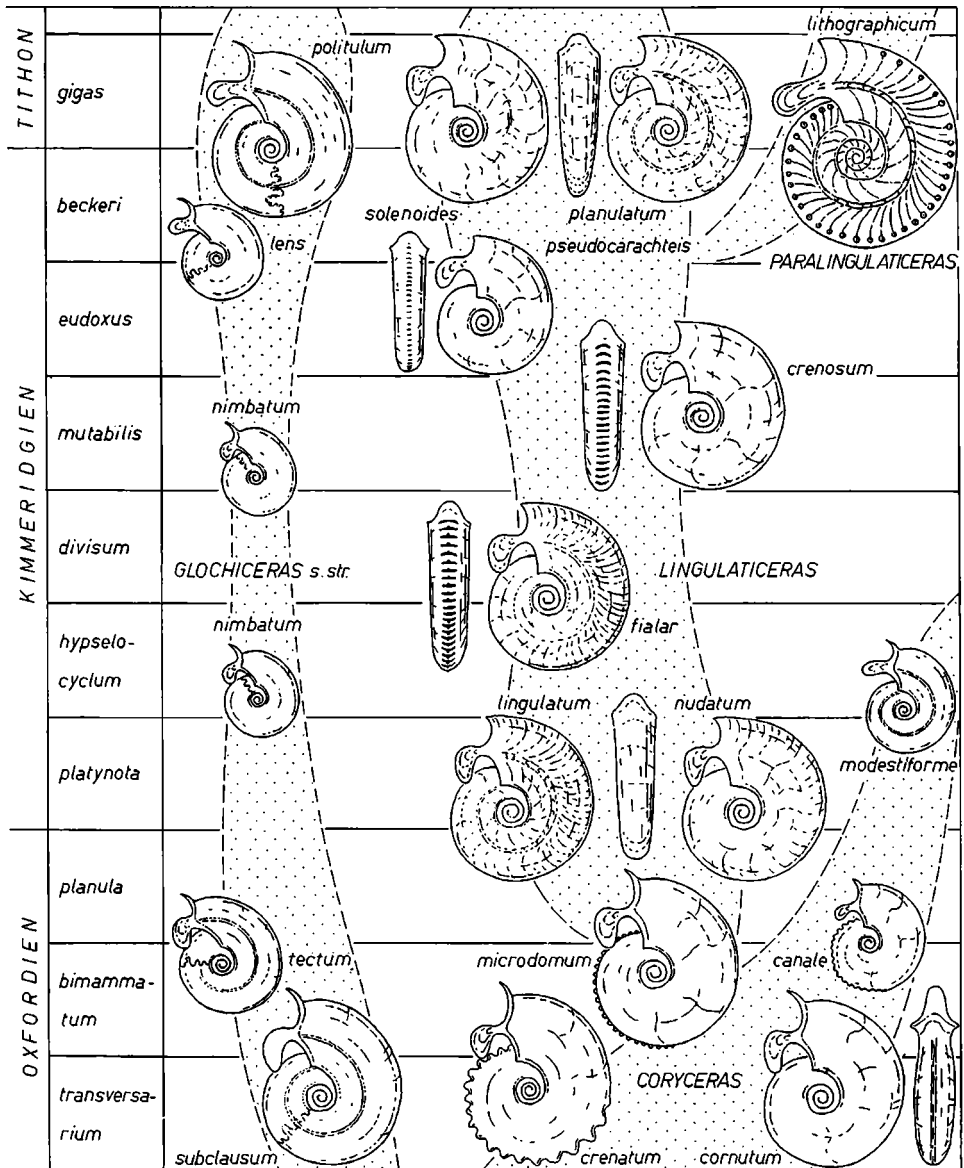 lithographicum
politulum
TITHON
gigas
beckeri
solenoides
planulatum
lens
pseudocarachteis
PARALINGULATICERAS
eudoxus
crenosum
KIMMERIDGIEN
nimbatum
mutabilis
divisum
GLOCHICERAS s.str.
LINGULATICERAS
nimbatum
fialar
hypselo-
cyclum
lingulatum
nudatum
platynota
modestiforme
planula
OXFORDIEN
tectum
microdomum
canale
bimamma-
tum
CORYCERAS
transversa-
rium
subclausum
crenatum
cornutum